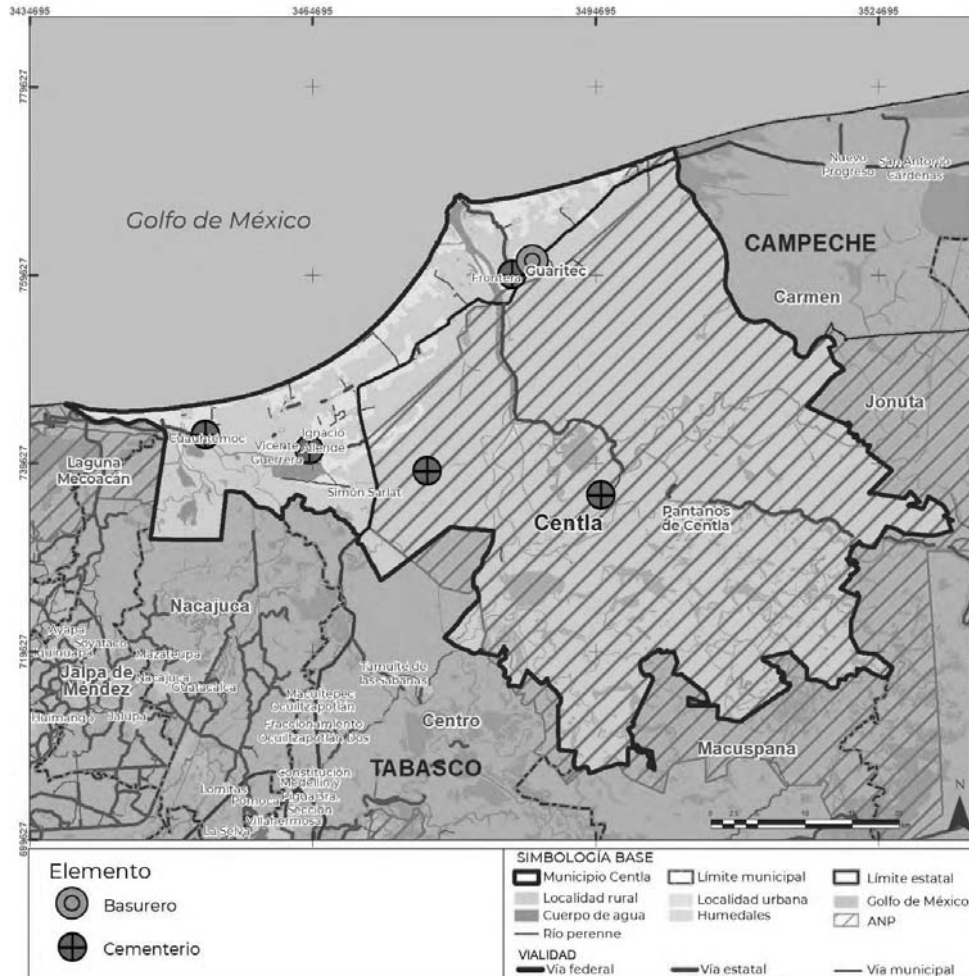 3434695
3464695
3494695
3524695
779627
Nuevo
Progreso
San Antonio
Cárdenas
Golfo de México
CAMPECHE
759627
Frontera
Guaritec
Carmen
Jonuta
Cuauhtémoc
Ignacio
Allende
Vicente
Guerrero
739627
Laguna
Mecoacán
Simón Sarlat
Centla
Pantanos
de Centla
Nacajuca
719627
Ayapa
Soyataco
Mazateupa
Tamulté de
las Sabanas
Jalpa de
Méndez
Nacajuca
Guatacalca
Macultepec
Ocuiltzapotlán
Jalupa
Fraccionamiento
Ocuiltzapotlán Dos
Centro
Macuspana
TABASCO
Constitución
Lomitas
Pomoca
Sección
Villahermosa
La Selva
N
699627
Elemento
Basurero
Cementerio
SIMBOLOGÍA BASE
Municipio Centla
Límite municipal
Límite estatal
Localidad rural
Localidad urbana
Golfo de México
Cuerpo de agua
Humedales
ANP
Río perenne
VIALIDAD
Vía federal
Vía estatal
Vía municipal